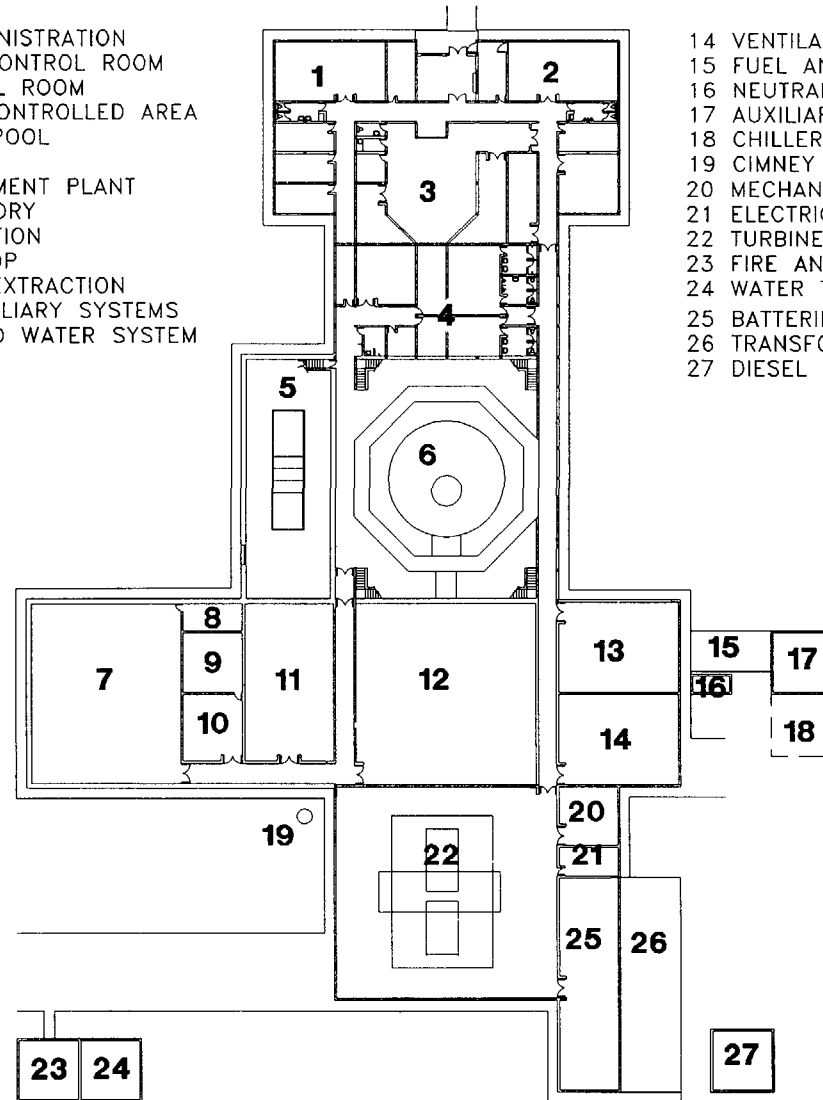 NISTRATION
CONTROL ROOM
L ROOM
CONTROLLED AREA
POOL
MENT PLANT
ORY
TION
OP
EXTRACTION
LIARY SYSTEMS
D WATER SYSTEM
14 VENTILA
15 FUEL AN
16 NEUTRA
17 AUXILIAR
18 CHILLER
19 CIMNEY
20 MECHAN
21 ELECTRIC
22 TURBINE
23 FIRE AN
24 WATER T
25 BATTERI
26 TRANSFO
27 DIESEL
1
2
3
4
5
6
7
8
9
10
11
12
13
14
15
16
17
18
19
20
21
22
23
24
25
26
27